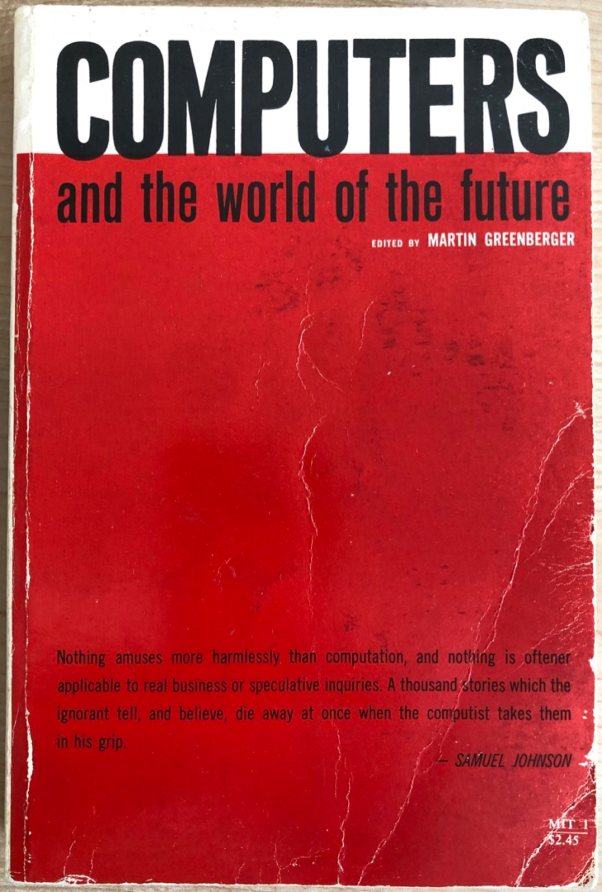 COMPUTERS
and the world of the future
EDITED BY MARTIN GREENBERGER
Nothing amuses more harmlessly than computation, and nothing is oftener
applicable to real business or speculative inquiries. A thousand stories which the
ignorant tell, and believe, die away at once when the computist takes them
in his grip.
— SAMUEL JOHNSON
MIT 1
$2.45